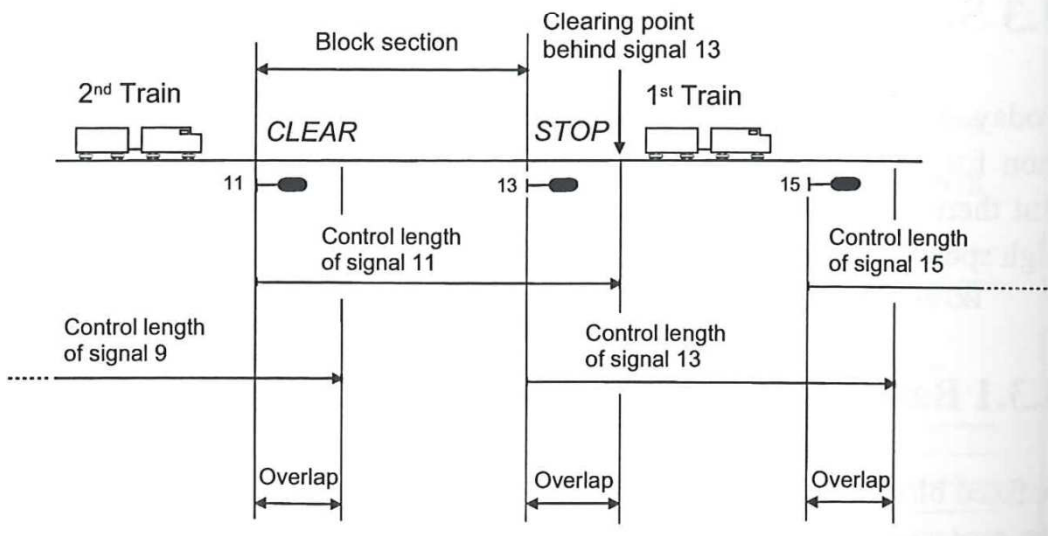 Clearing point
behind signal 13
Block section
2nd Train
1st Train
CLEAR
STOP
11
13
15
Control length
of signal 11
Control length
of signal 15
Control length
of signal 9
Control length
of signal 13
Overlap
Overlap
Overlap